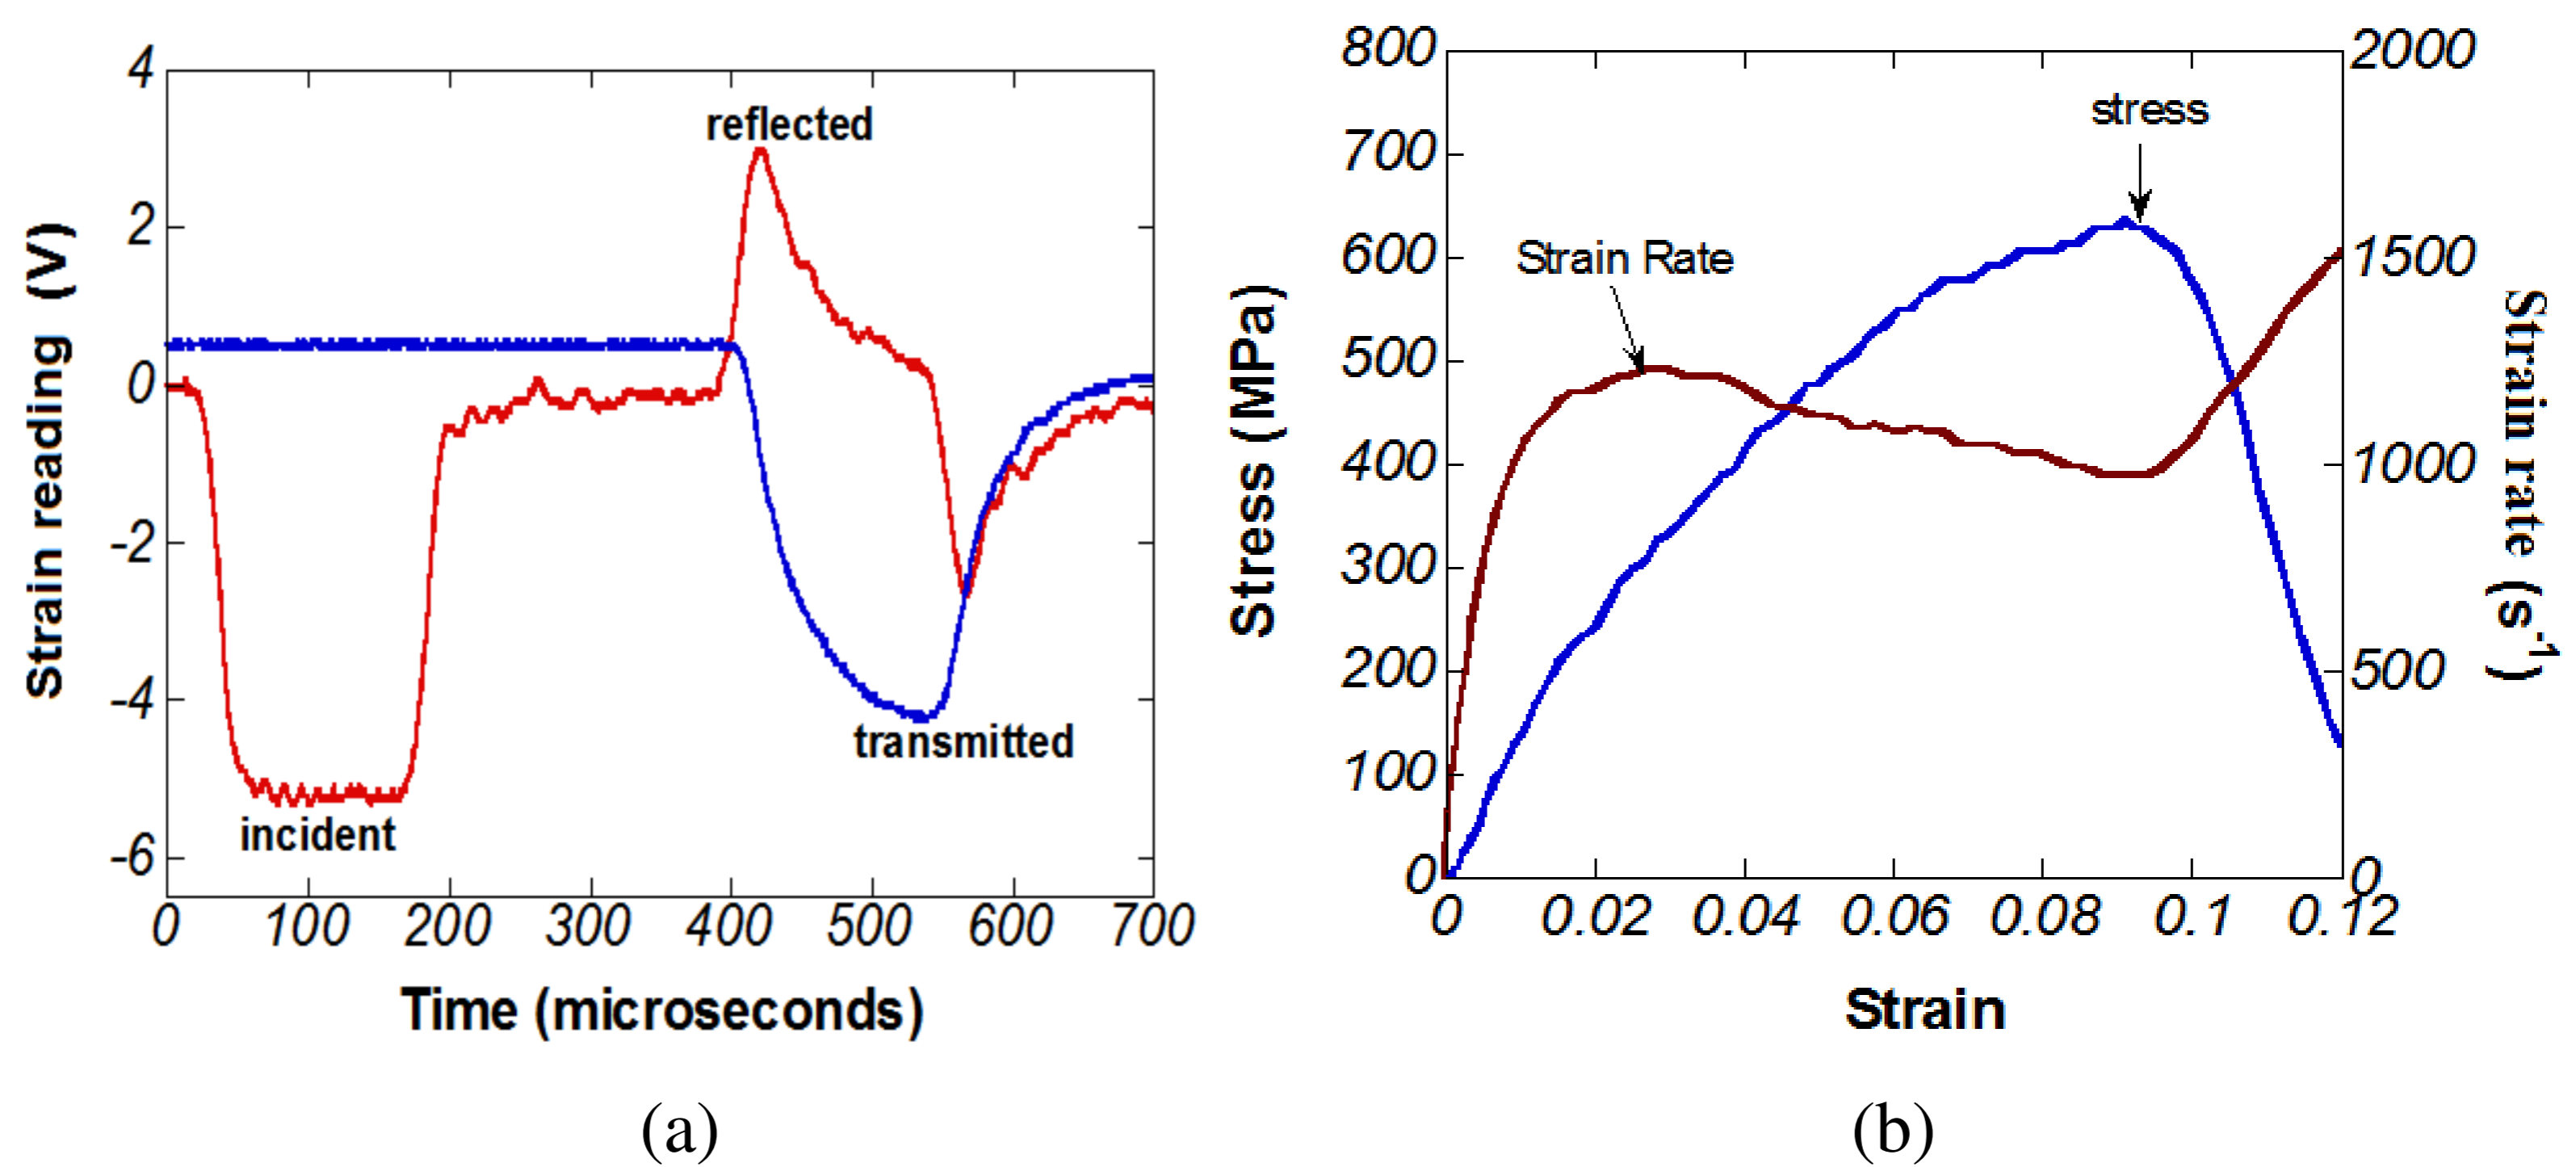 4
2
0
-2
-4
-6
0 100 200 300 400 500 600 700
Strain reading (V)
Time (microseconds)
reflected
incident
transmitted
(a)
800
700
600
500
400
300
200
100
0
Stress (MPa)
0 0.02 0.04 0.06 0.08 0.1 0.12
Strain
stress
Strain Rate
2000
1500
1000
500
0
Strain rate (s-1)
(b)